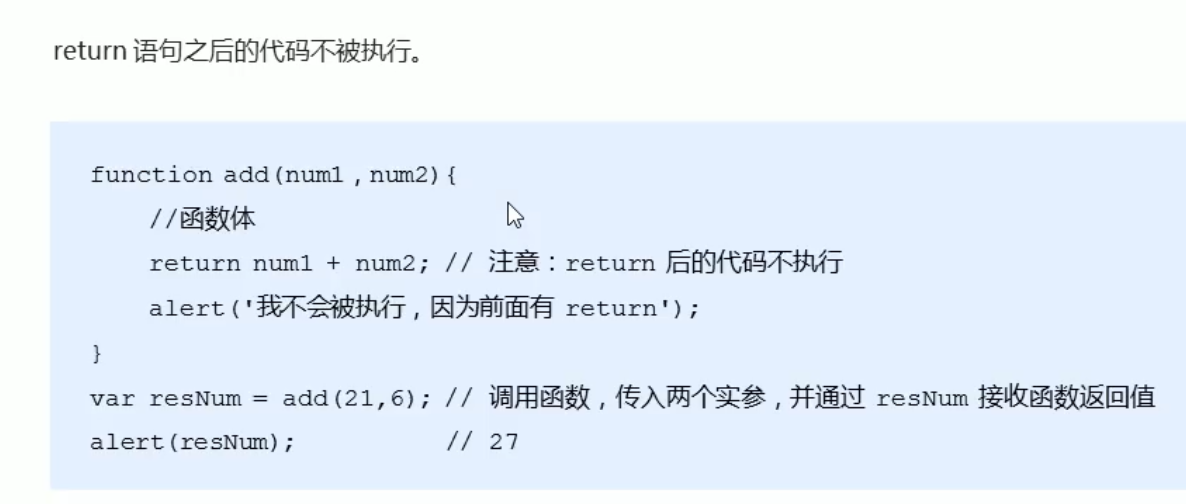 return 语句之后的代码不被执行。
function add(num1 , num2){
//函数体
return num1 + num2; // 注意：return 后的代码不执行
alert('我不会被执行，因为前面有 return');
}
var resNum = add(21,6); // 调用函数，传入两个实参，并通过 resNum 接收函数返回值
alert(resNum); // 27